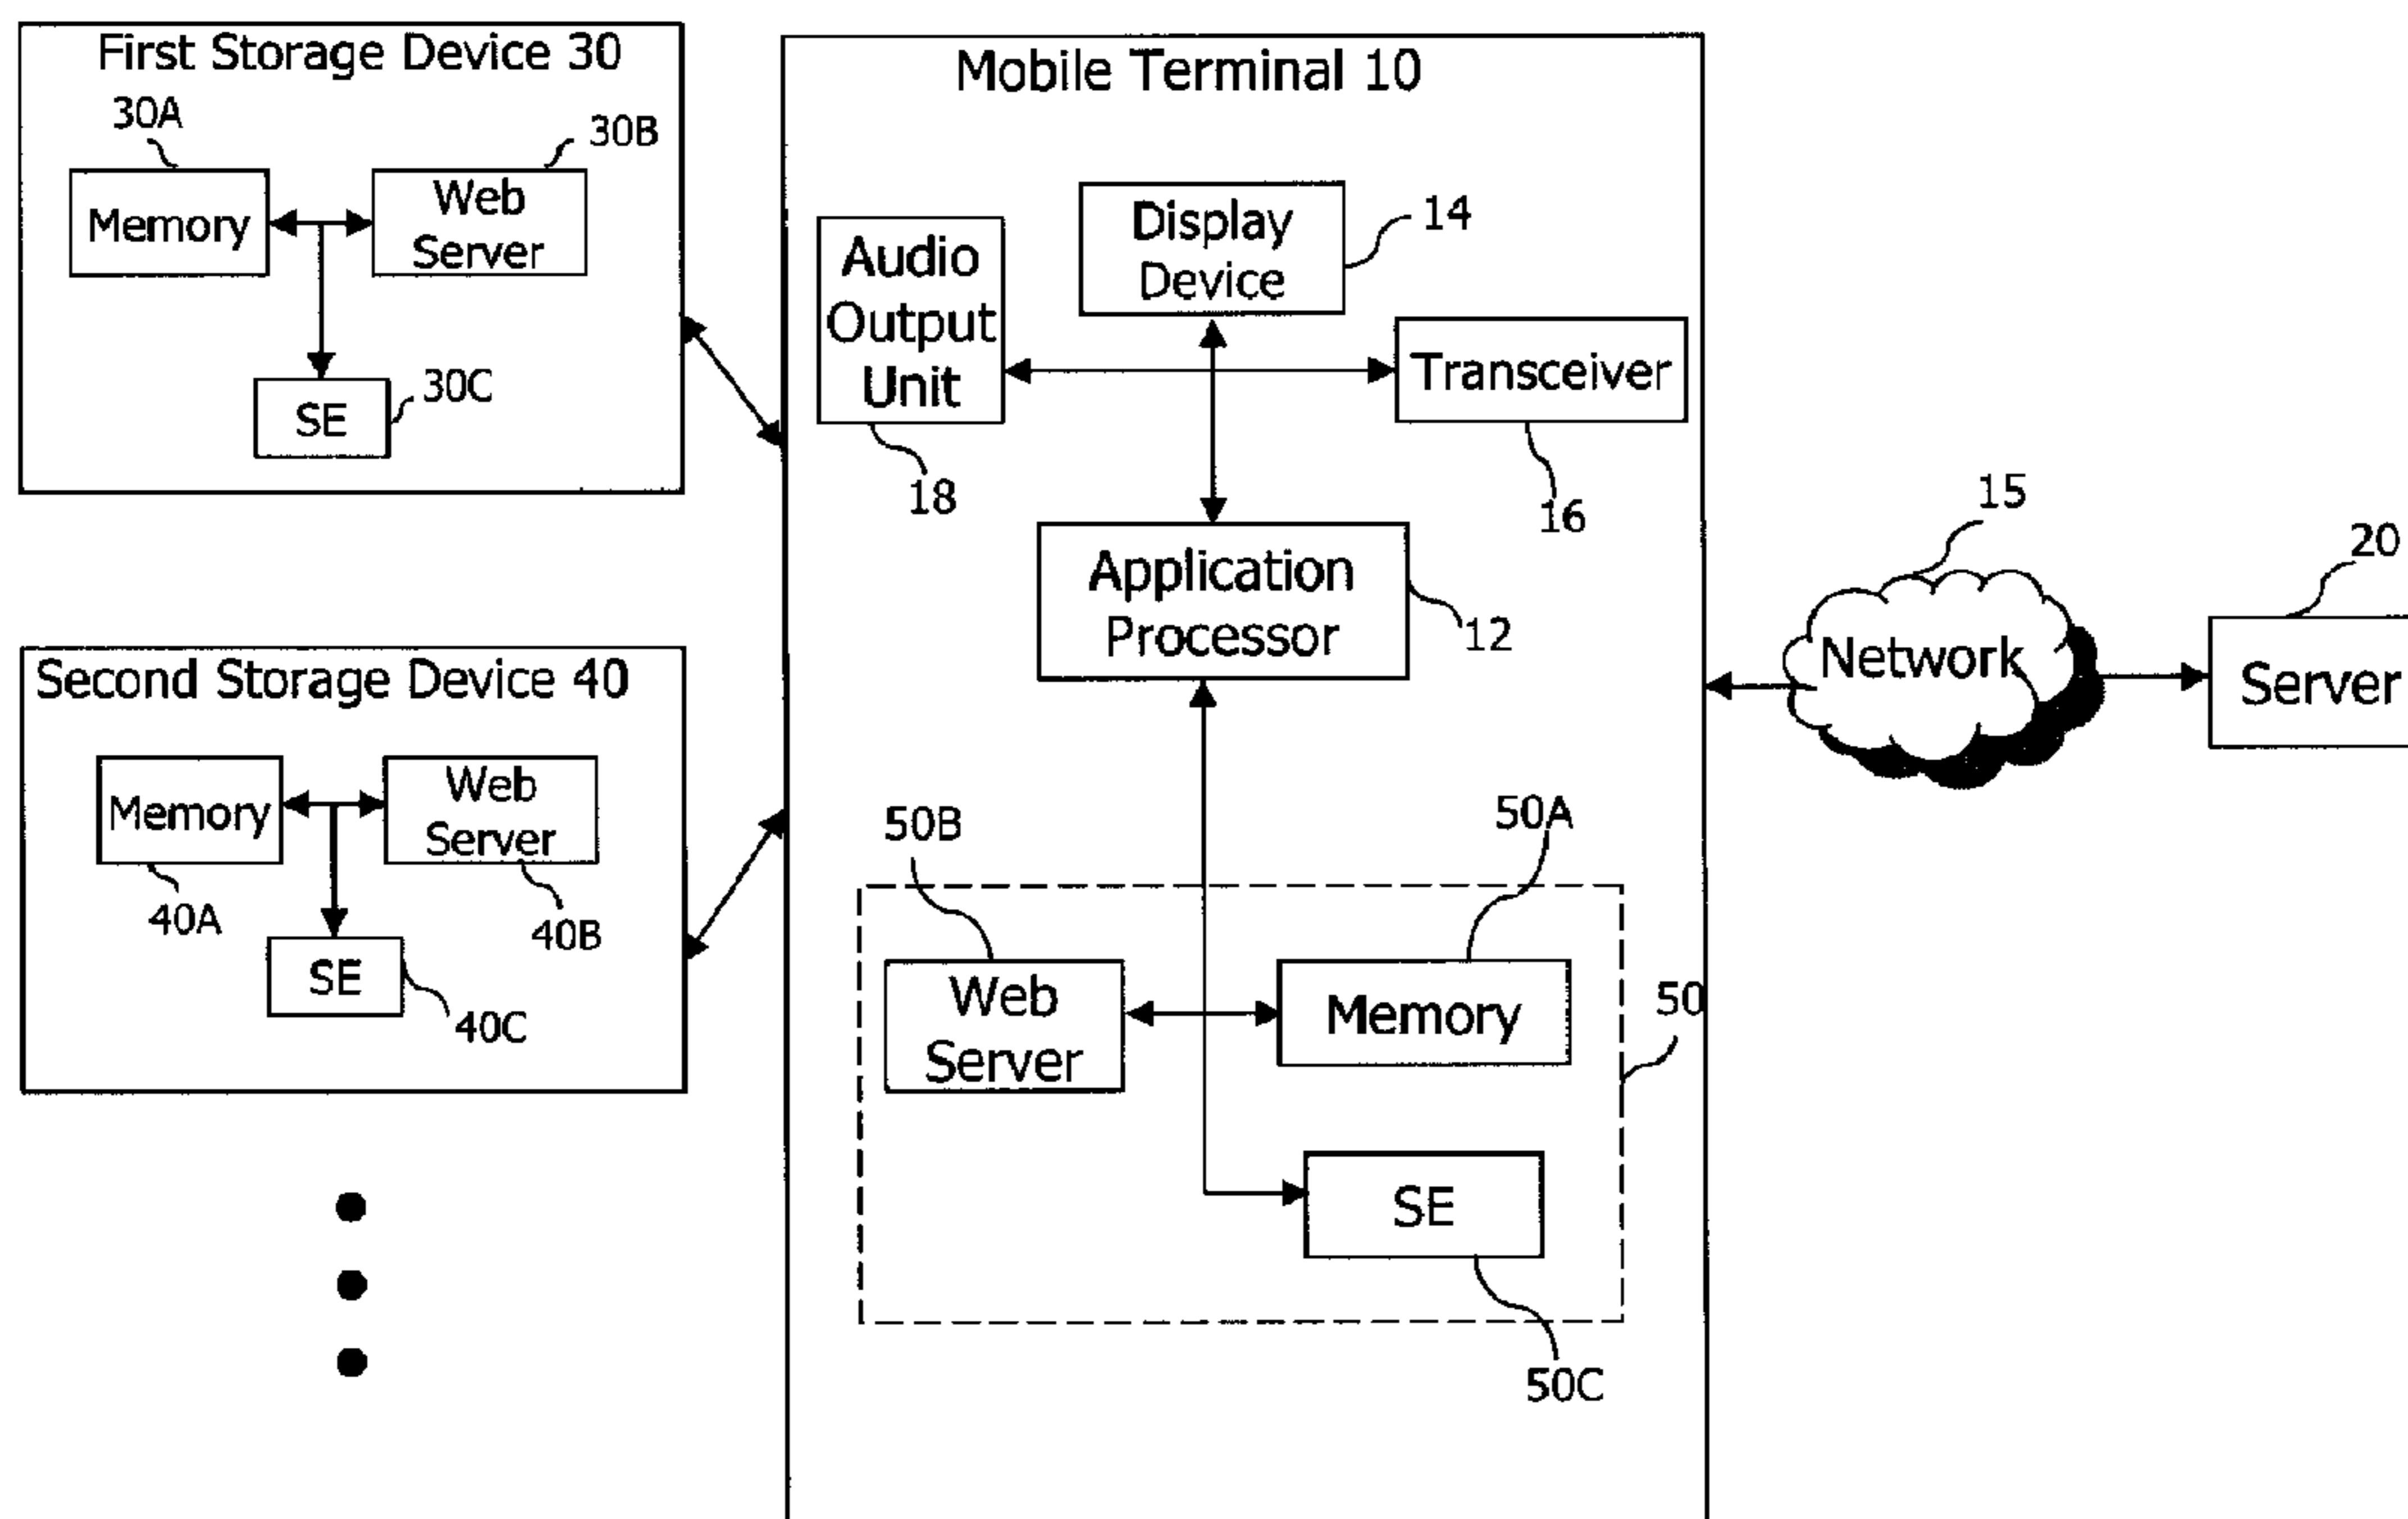 First Storage Device 30
30A
30B
Memory
Web
Server
30C
SE
Second Storage Device 40
Memory
Web
Server
40A
40B
SE
40C
Mobile Terminal 10
Display
Device
14
Audio
Output
Unit
18
Transceiver
16
Application
Processor
12
50B
50A
Web
Server
Memory
50
SE
50C
15
Network
20
Server